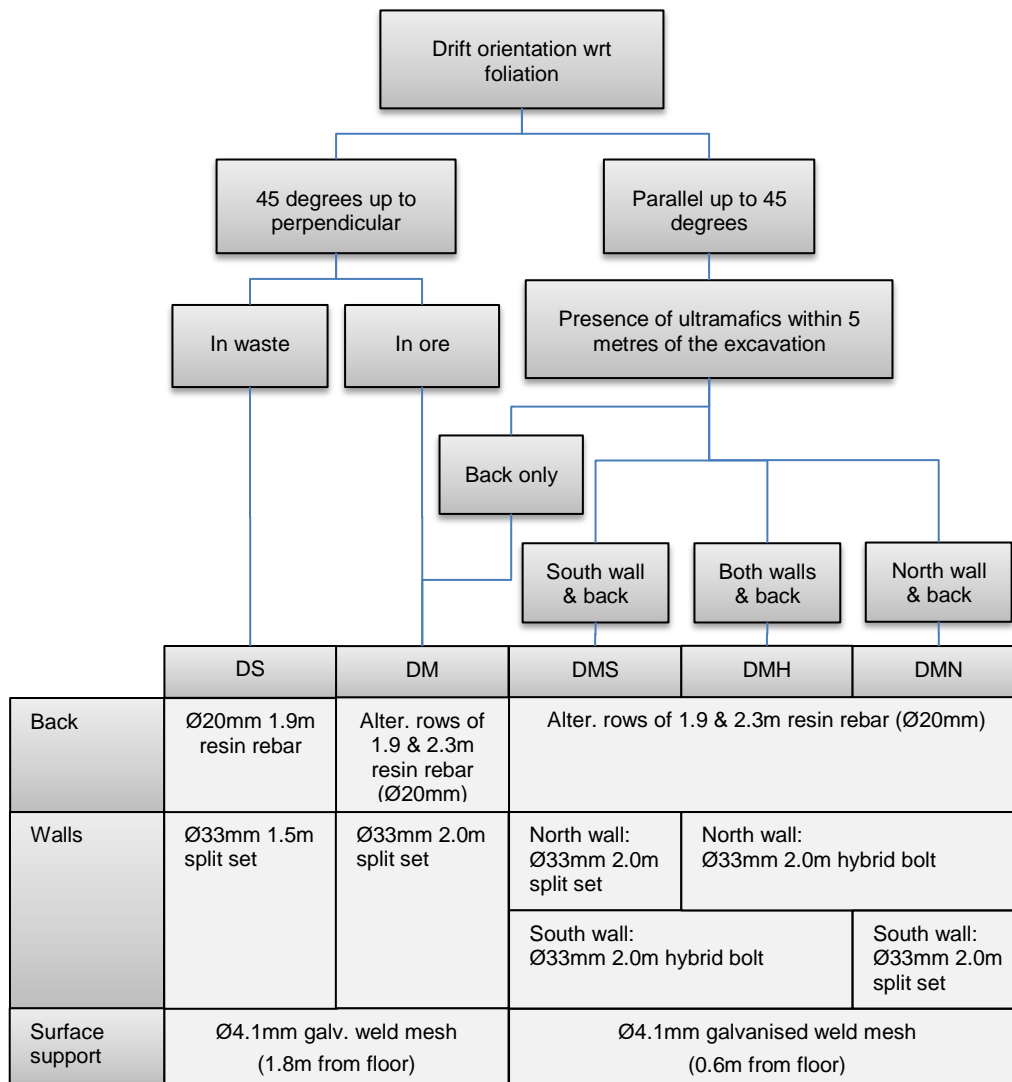 Drift orientation wrt
foliation
45 degrees up to
perpendicular
Parallel up to 45
degrees
In waste
In ore
Presence of ultramafics within 5
metres of the excavation
Back only
South wall
& back
Both walls
& back
North wall
& back
DS
DM
DMS
DMH
DMN
Back
Ø20mm 1.9m
resin rebar
Alter. rows of
1.9 & 2.3m
resin rebar
(Ø20mm)
Alter. rows of 1.9 & 2.3m resin rebar (Ø20mm)
Walls
Ø33mm 1.5m
split set
Ø33mm 2.0m
split set
North wall:
Ø33mm 2.0m
split set
North wall:
Ø33mm 2.0m hybrid bolt
South wall:
Ø33mm 2.0m hybrid bolt
South wall:
Ø33mm 2.0m
split set
Surface
support
Ø4.1mm galv. weld mesh
(1.8m from floor)
Ø4.1mm galvanised weld mesh
(0.6m from floor)